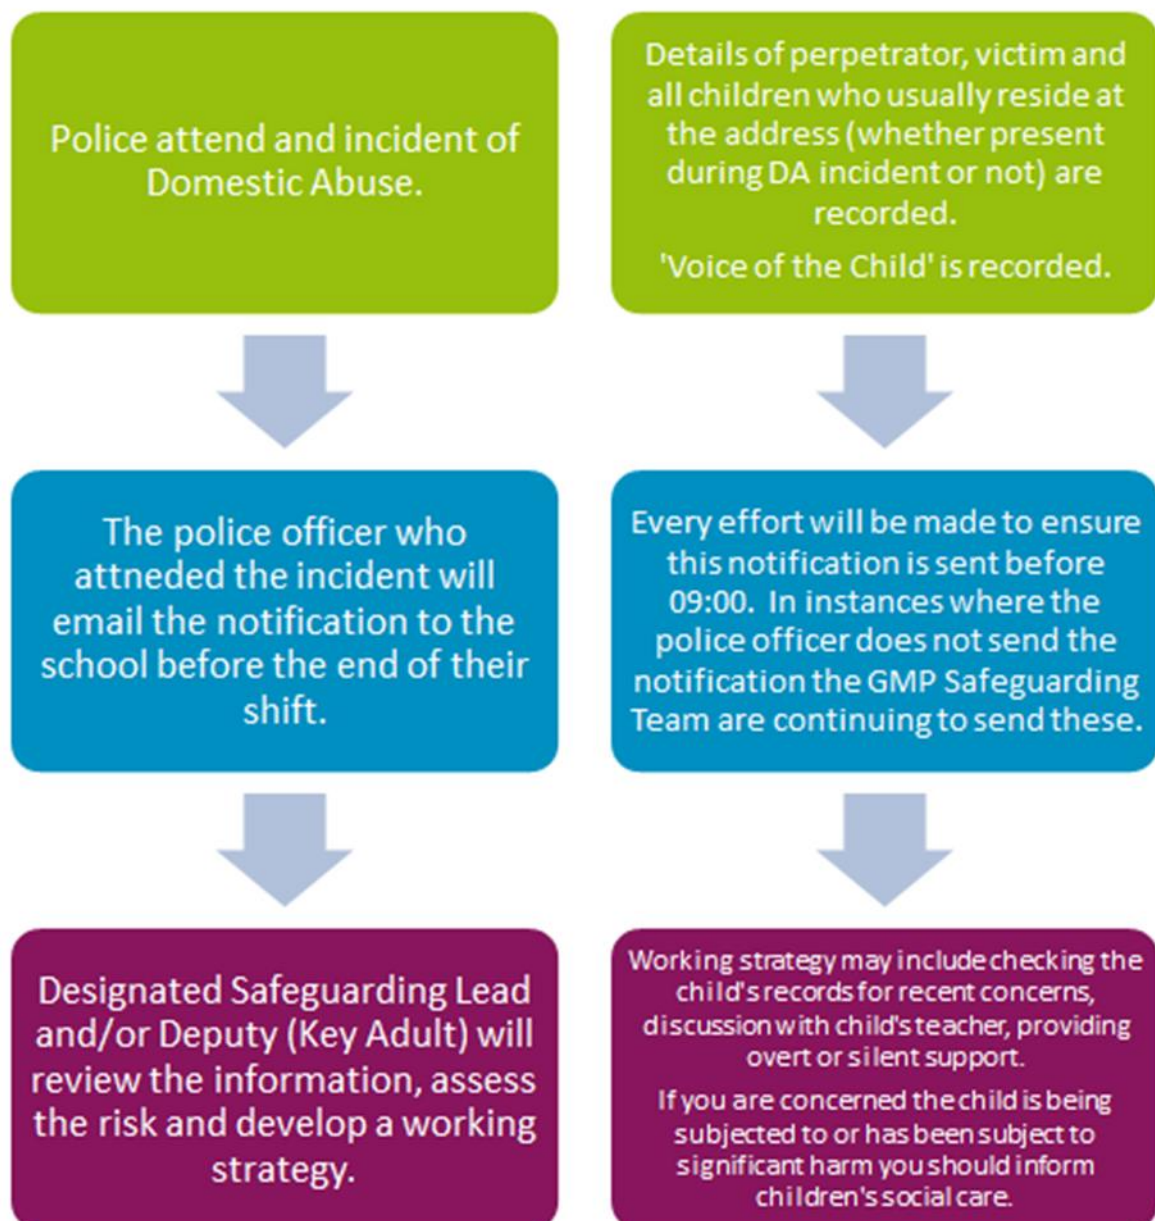 Police attend and incident of
Domestic Abuse.
Details of perpetrator, victim and
all children who usually reside at
the address (whether present
during DA incident or not) are
recorded.
'Voice of the Child' is recorded.
The police officer who
attneded the incident will
email the notification to the
school before the end of their
shift.
Every effort will be made to ensure
this notification is sent before
09:00. In instances where the
police officer does not send the
notification the GMP Safeguarding
Team are continuing to send these.
Designated Safeguarding Lead
and/or Deputy (Key Adult) will
review the information, assess
the risk and develop a working
strategy.
Working strategy may include checking the
child's records for recent concerns,
discussion with child's teacher, providing
overt or silent support.
If you are concerned the child is being
subjected to or has been subject to
significant harm you should inform
children's social care.